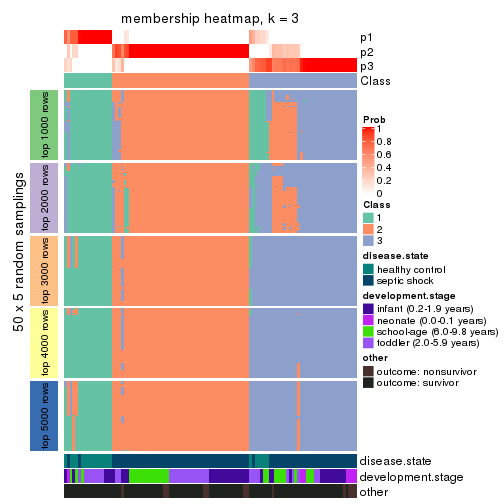 membership heatmap, k = 3
p1
p2
p3
Class
50 x 5 random samplings
top 1000 rows
top 2000 rows
top 3000 rows
top 4000 rows
top 5000 rows
Prob
1
0.8
0.6
0.4
0.2
0
Class
1
2
3
disease.state
healthy control
septic shock
development.stage
infant (0.2-1.9 years)
neonate (0.0-0.1 years)
school-age (6.0-9.8 years)
toddler (2.0-5.9 years)
other
outcome: nonsurvivor
outcome: survivor
disease.state
development.stage
other